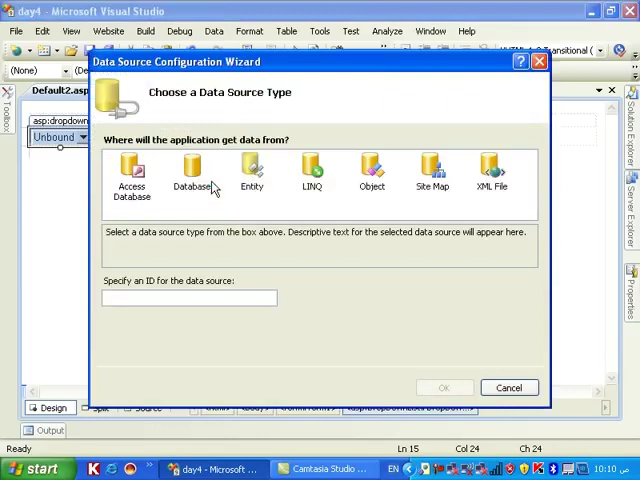 day4 - Microsoft Visual Studio
File Edit View Website Build Debug Data Format Table Tools Test Analyze Window Help
(None)
Default2.asp
asp:dropdown
Unbound
Toolbox
Data Source Configuration Wizard
Choose a Data Source Type
Where will the application get data from?
Access Database
Database
Entity
LINQ
Object
Site Map
XML File
Select a data source type from the box above. Descriptive text for the selected data source will appear here.
Specify an ID for the data source:
OK
Cancel
Solution Explorer
Server Explorer
Properties
Design
Split
Source
Output
Ready
Ln 15
Col 24
Ch 24
start
K
day4 - Microsoft ...
Camtasia Studio ...
EN
10:10 ص